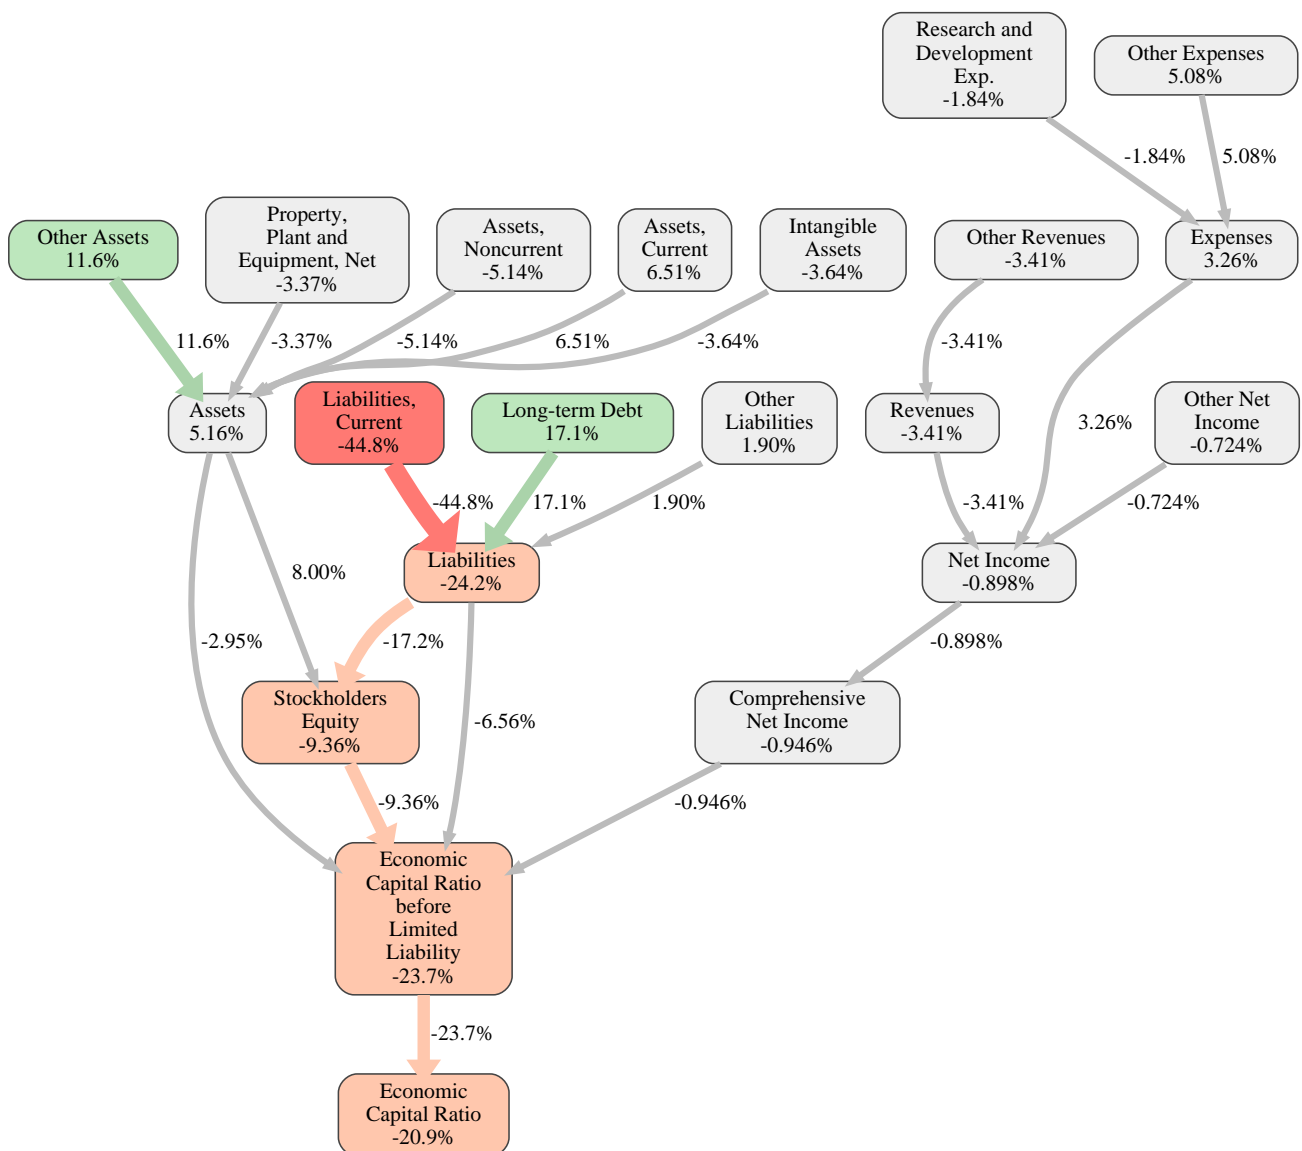 Research and
Development
Exp.
-1.84%
Other Expenses
5.08%
-1.84%
5.08%
Other Assets
11.6%
Property,
Plant and
Equipment, Net
-3.37%
Assets,
Noncurrent
-5.14%
Assets,
Current
6.51%
Intangible
Assets
-3.64%
Other Revenues
-3.41%
Expenses
3.26%
11.6%
-3.37%
-5.14%
6.51%
-3.64%
-3.41%
Assets
5.16%
Liabilities,
Current
-44.8%
Long-term Debt
17.1%
Other
Liabilities
1.90%
Revenues
-3.41%
3.26%
Other Net
Income
-0.724%
-44.8%
17.1%
1.90%
-3.41%
-0.724%
8.00%
Liabilities
-24.2%
Net Income
-0.898%
-2.95%
-17.2%
-0.898%
Stockholders
Equity
-9.36%
-6.56%
Comprehensive
Net Income
-0.946%
-9.36%
-0.946%
Economic
Capital Ratio
before
Limited
Liability
-23.7%
-23.7%
Economic
Capital Ratio
-20.9%